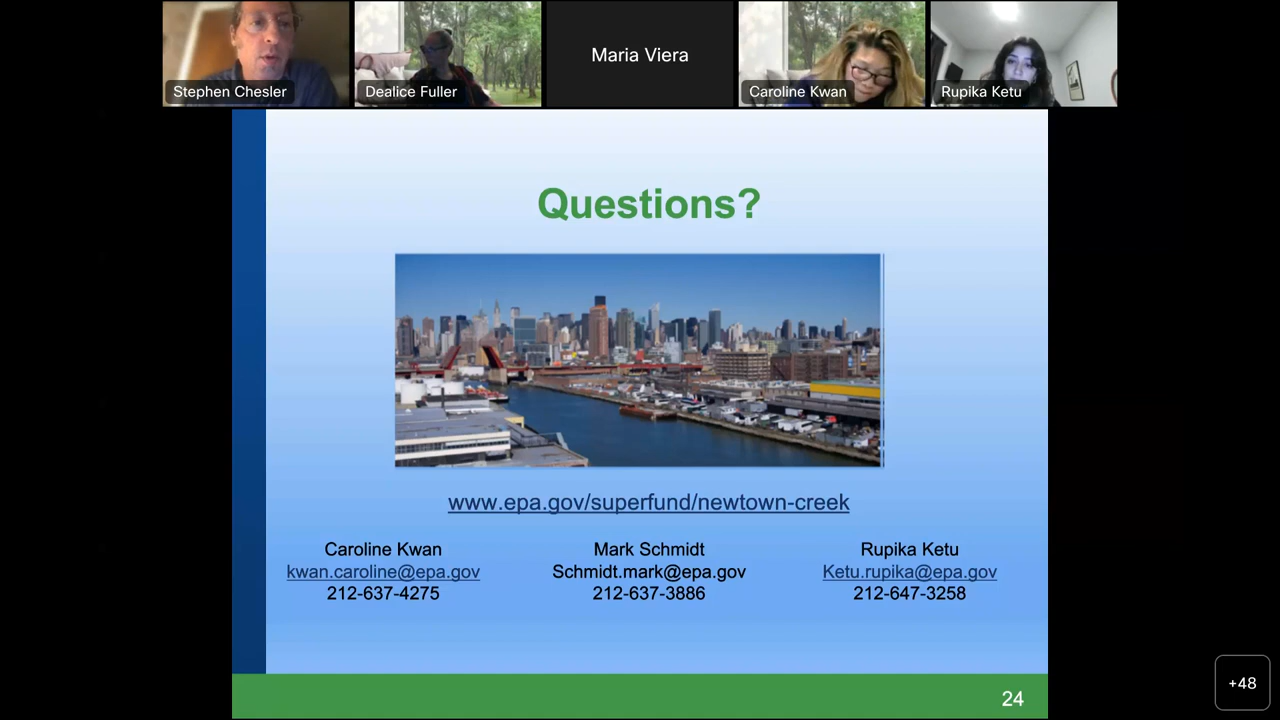 Stephen Chesler
Dealice Fuller
Maria Viera
Caroline Kwan
Rupika Ketu
Questions?
www.epa.gov/superfund/newtown-creek
Caroline Kwan
kwan.caroline@epa.gov
212-637-4275
Mark Schmidt
Schmidt.mark@epa.gov
212-637-3886
Rupika Ketu
Ketu.rupika@epa.gov
212-647-3258
24
+48